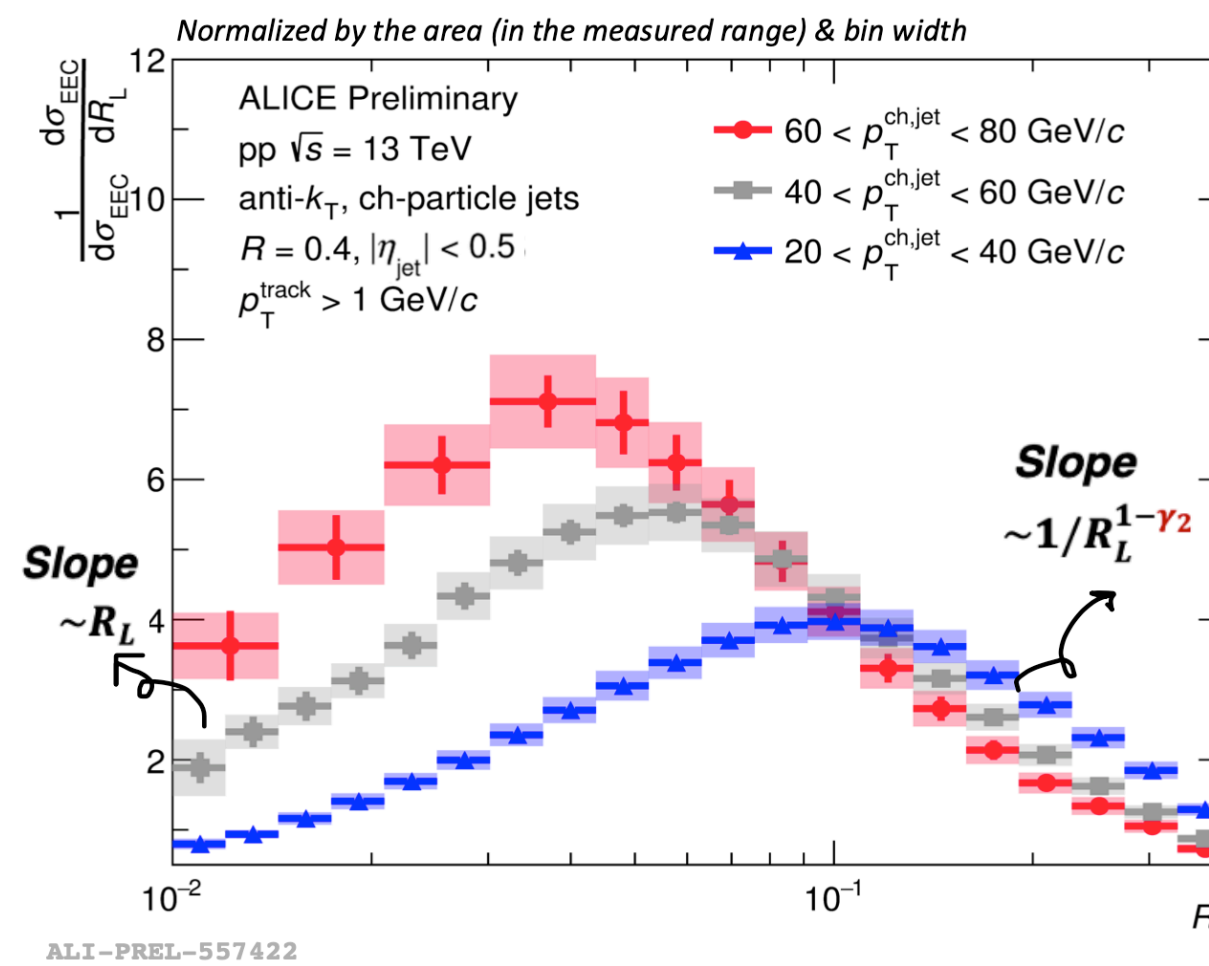 Normalized by the area (in the measured range) & bin width
1/dσ_EEC dσ_EEC/dR_L
ALICE Preliminary
pp √s = 13 TeV
anti-k_T, ch-particle jets
R = 0.4, |η_jet| < 0.5
p_T^track > 1 GeV/c
60 < p_T^ch,jet < 80 GeV/c
40 < p_T^ch,jet < 60 GeV/c
20 < p_T^ch,jet < 40 GeV/c
12
10
8
6
4
2
Slope
~R_L
Slope
~1/R_L^1−γ₂
10^−2
10^−1
ALI-PREL-557422